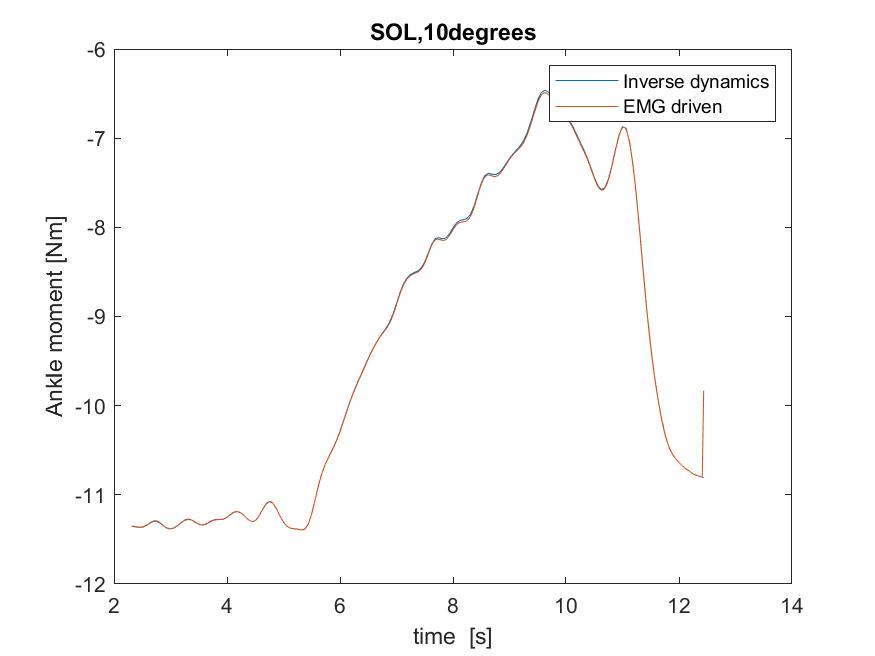 SOL,10degrees
-6
-7
-8
-9
-10
-11
-12
Ankle moment [Nm]
Inverse dynamics
EMG driven
2 4 6 8 10 12 14
time [s]